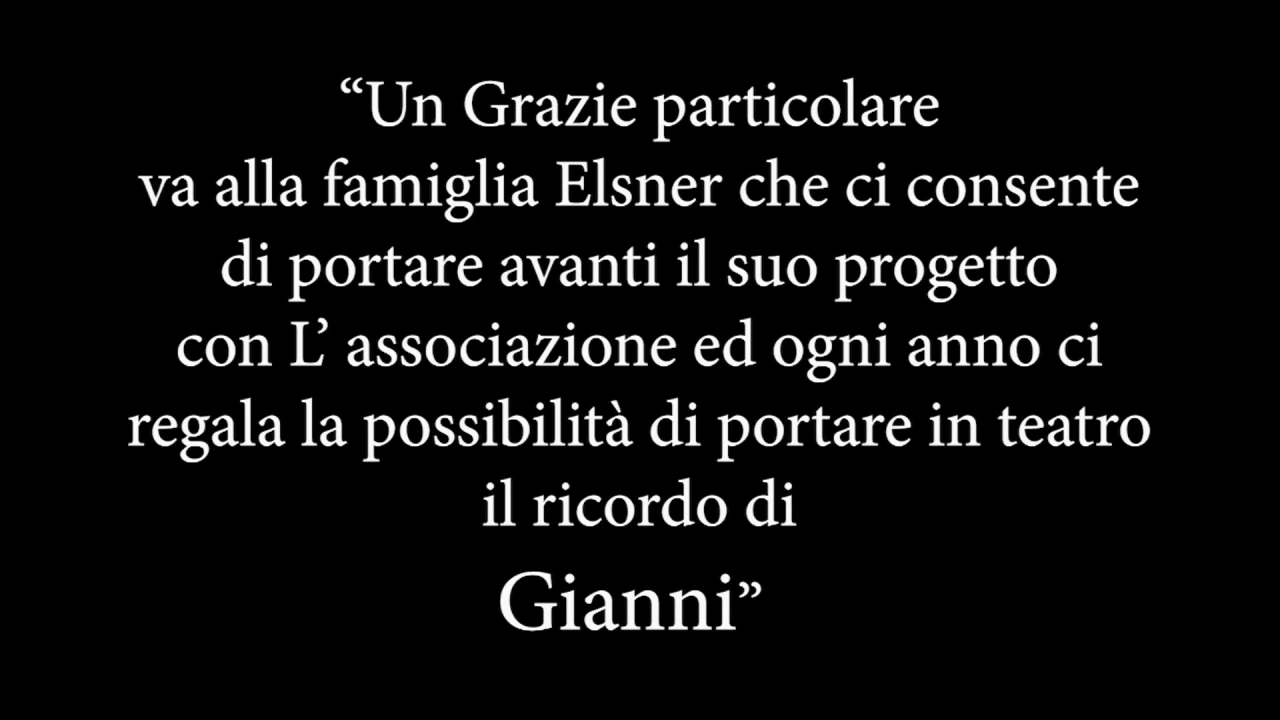 “Un Grazie particolare
va alla famiglia Elsner che ci consente
di portare avanti il suo progetto
con L’ associazione ed ogni anno ci
regala la possibilità di portare in teatro
il ricordo di
Gianni”